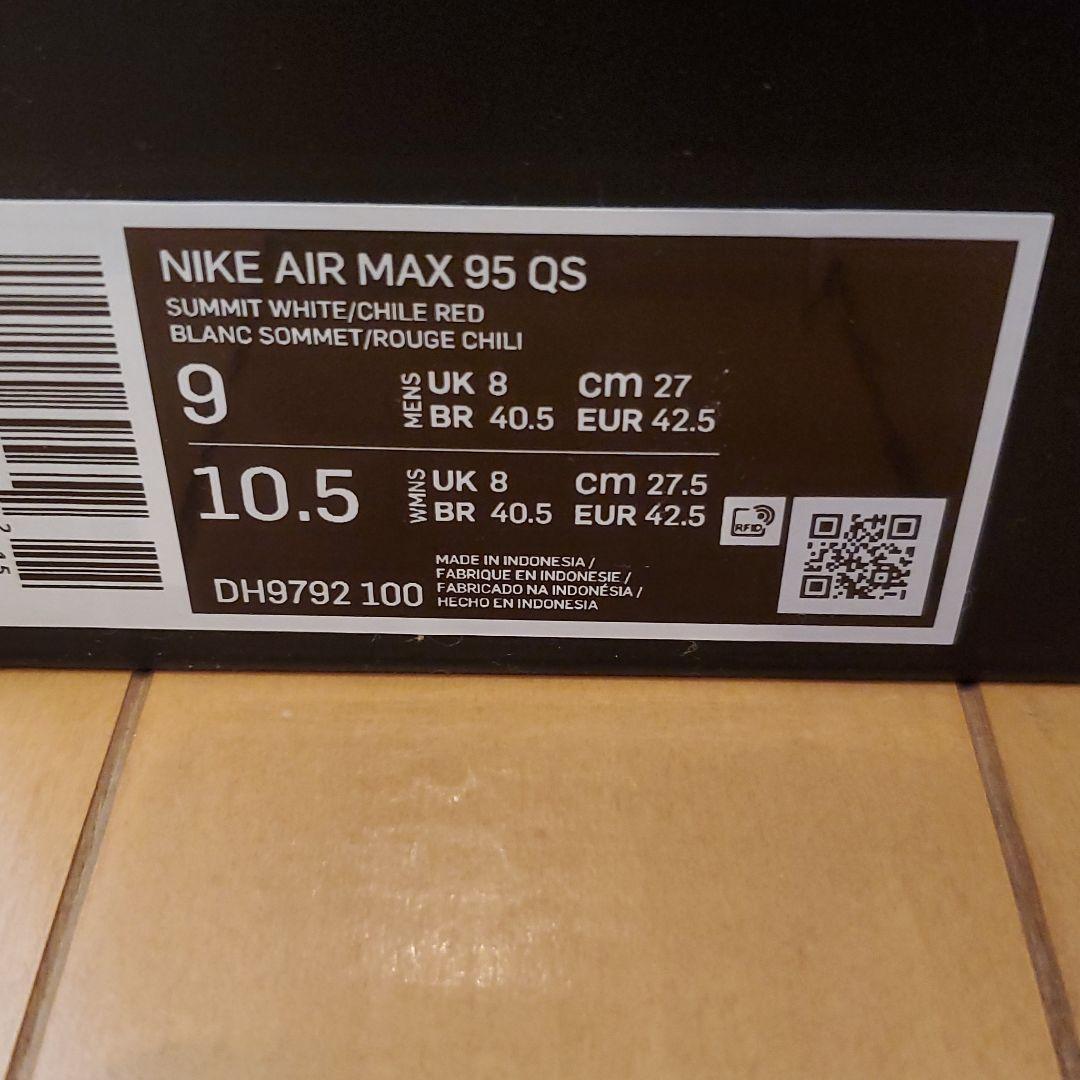 NIKE AIR MAX 95 QS
SUMMIT WHITE/CHILE RED
BLANC SOMMET/ROUGE CHILI
9 MENS UK 8 cm 27
BR 40.5 EUR 42.5
10.5 WMNS UK 8 cm 27.5
BR 40.5 EUR 42.5
RFID
DH9792 100
MADE IN INDONESIA /
FABRIQUE EN INDONESIE /
FABRICADO NA INDONÉSIA /
HECHO EN INDONESIA